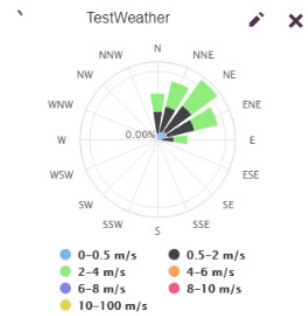 TestWeather
N
NNW NNE
NW NE
WNW ENE
0.00%
W E
WSW ESE
SW SE
SSW SSE
S
0-0.5 m/s 0.5-2 m/s
2-4 m/s 4-6 m/s
6-8 m/s 8-10 m/s
10-100 m/s